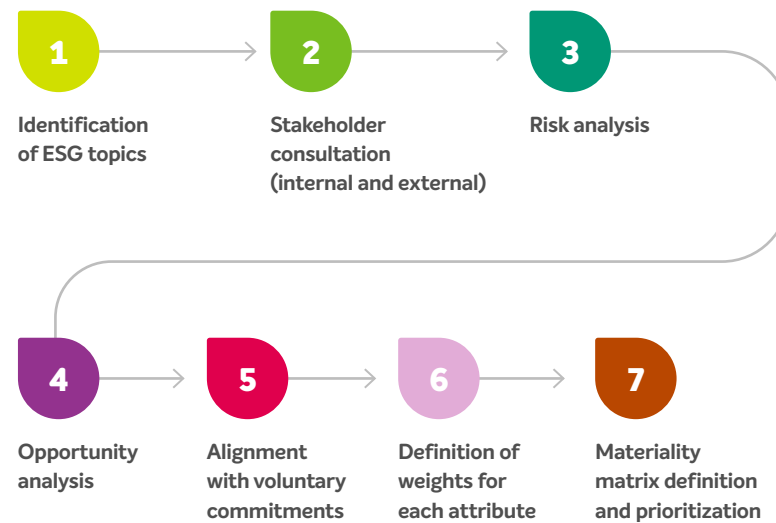 1
2
3
Identification
of ESG topics
Stakeholder
consultation
(internal and external)
Risk analysis
4
5
6
7
Opportunity
analysis
Alignment
with voluntary
commitments
Definition of
weights for
each attribute
Materiality
matrix definition
and prioritization